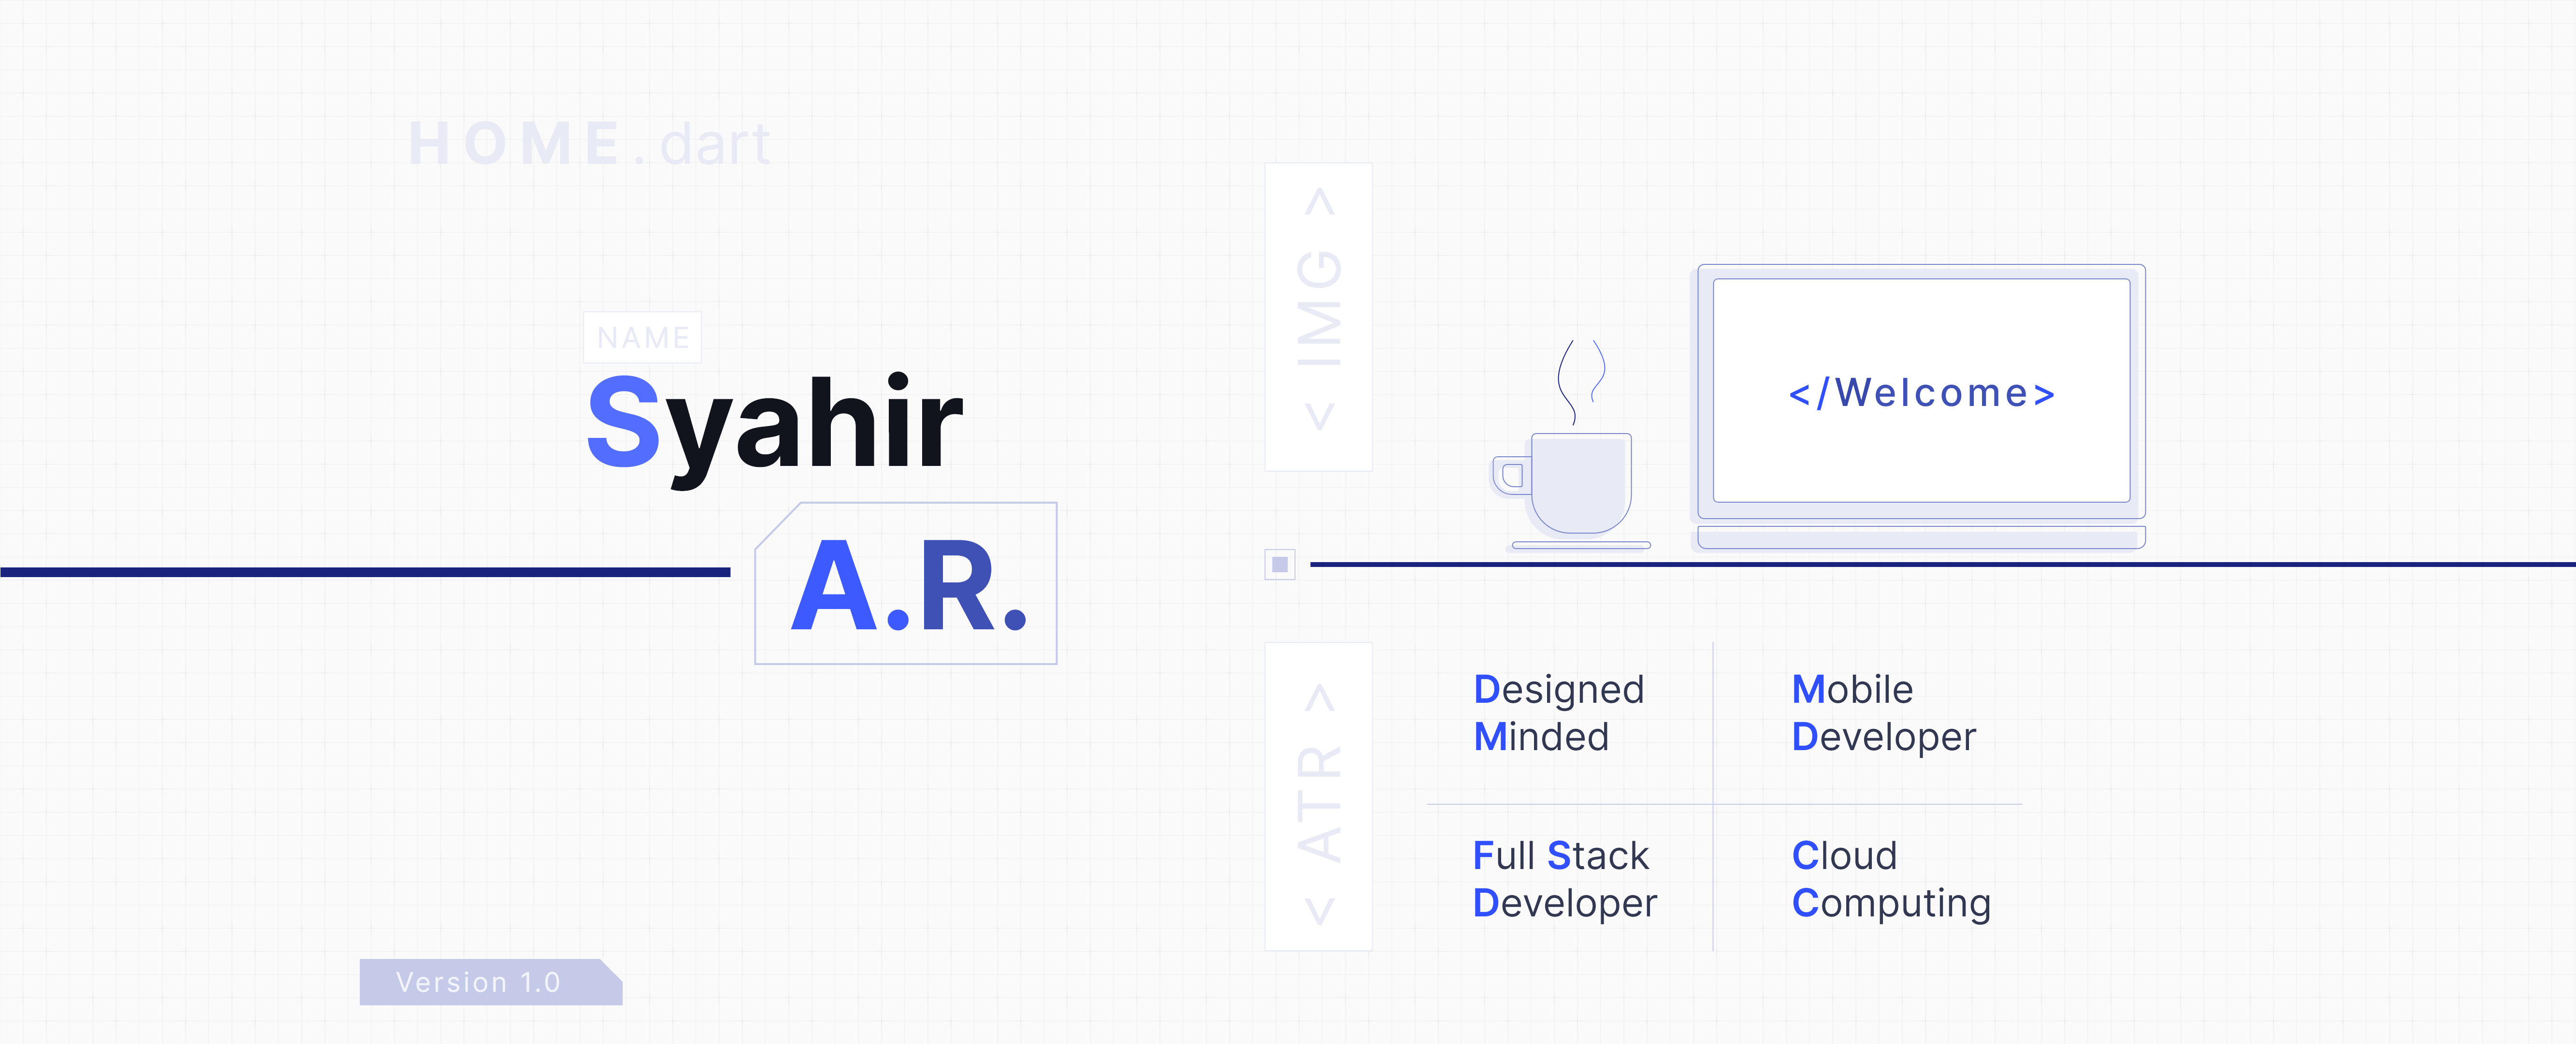 HOME.dart
NAME
Syahir
A.R.
Version 1.0
< IMG >
</Welcome>
< ATR >
Designed
Minded
Mobile
Developer
Full Stack
Developer
Cloud
Computing